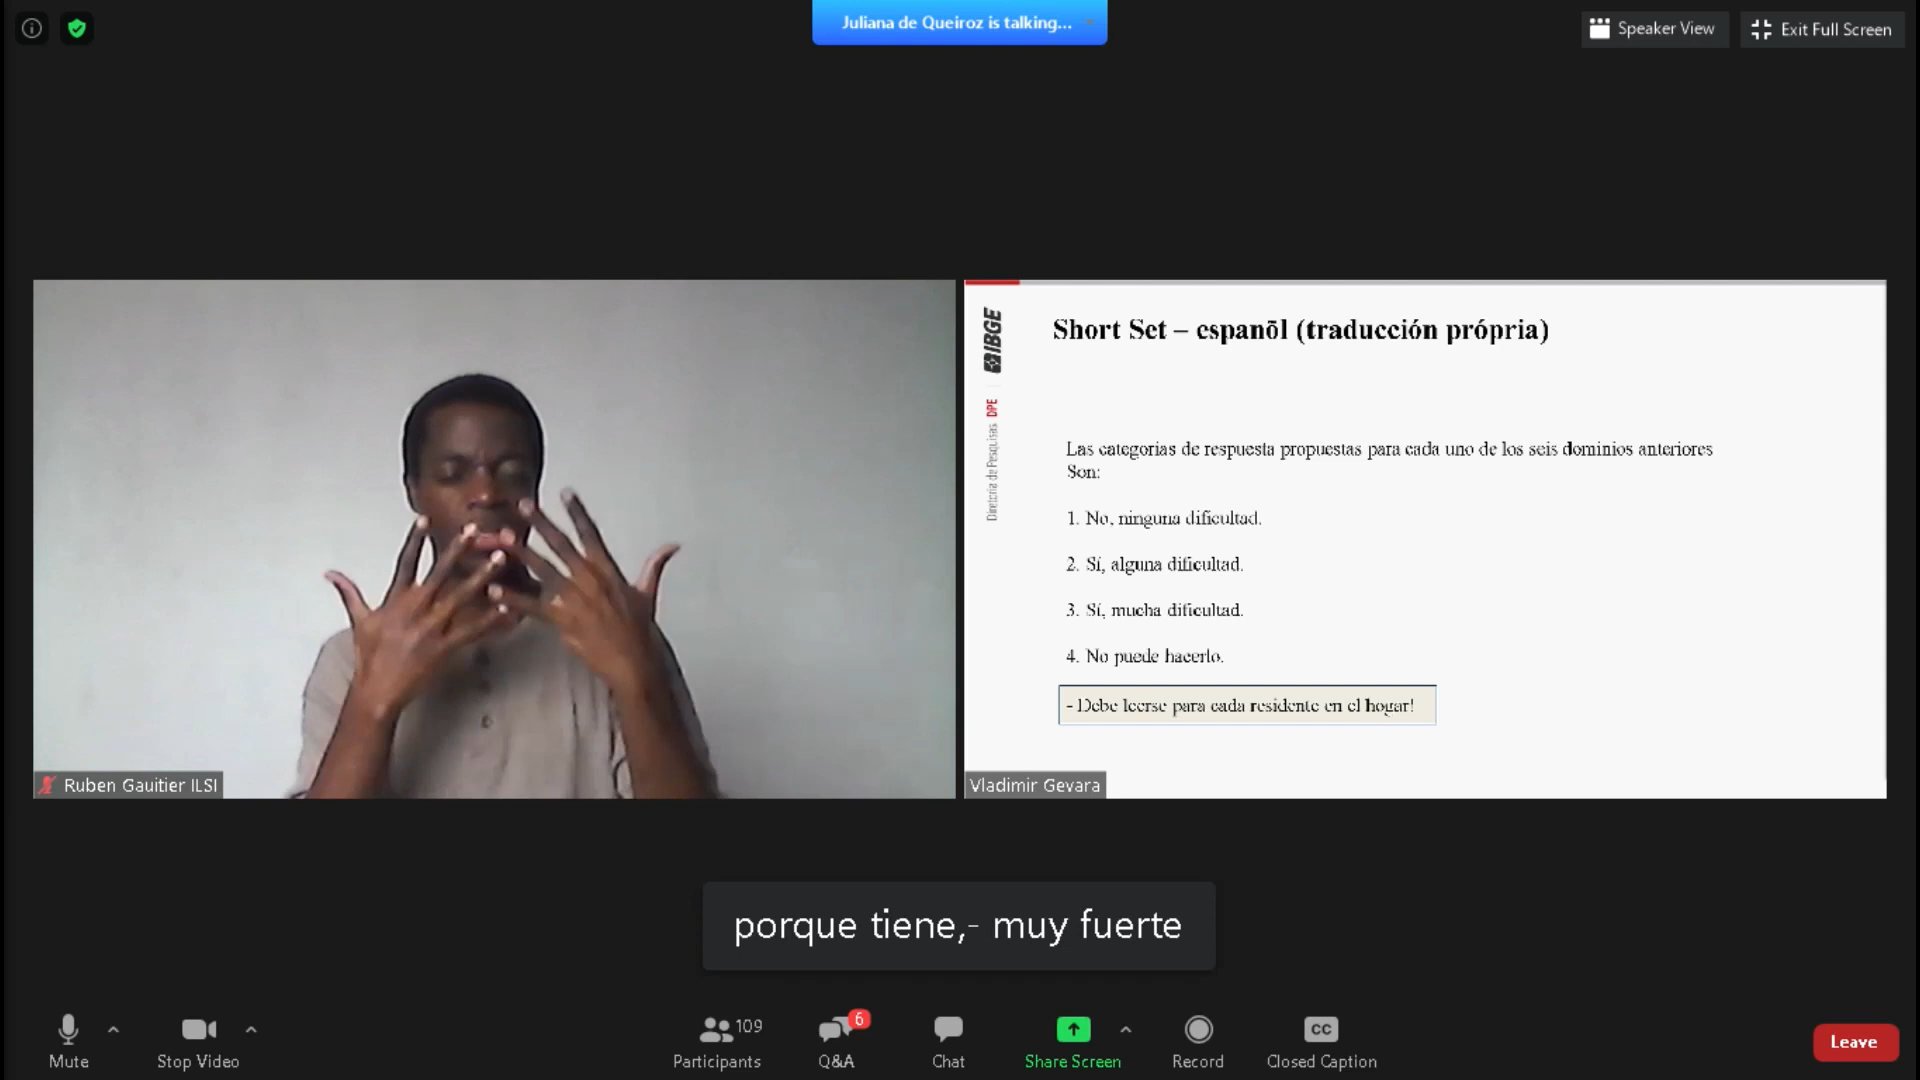 Juliana de Queiroz is talking...
Speaker View
Exit Full Screen
IBGE
Diretoria de Pesquisas DPE
Short Set – espanõl (traducción própria)
Las categorias de respuesta propuestas para cada uno de los seis dominios anteriores
Son:
1. No, ninguna dificultad.
2. Sí, alguna dificultad.
3. Sí, mucha dificultad.
4. No puede hacerlo.
- Debe leerse para cada residente en el hogar!
Ruben Gauitier ILSI
Vladimir Gevara
porque tiene,- muy fuerte
Mute
Stop Video
109
Participants
6
Q&A
Chat
Share Screen
Record
CC
Closed Caption
Leave